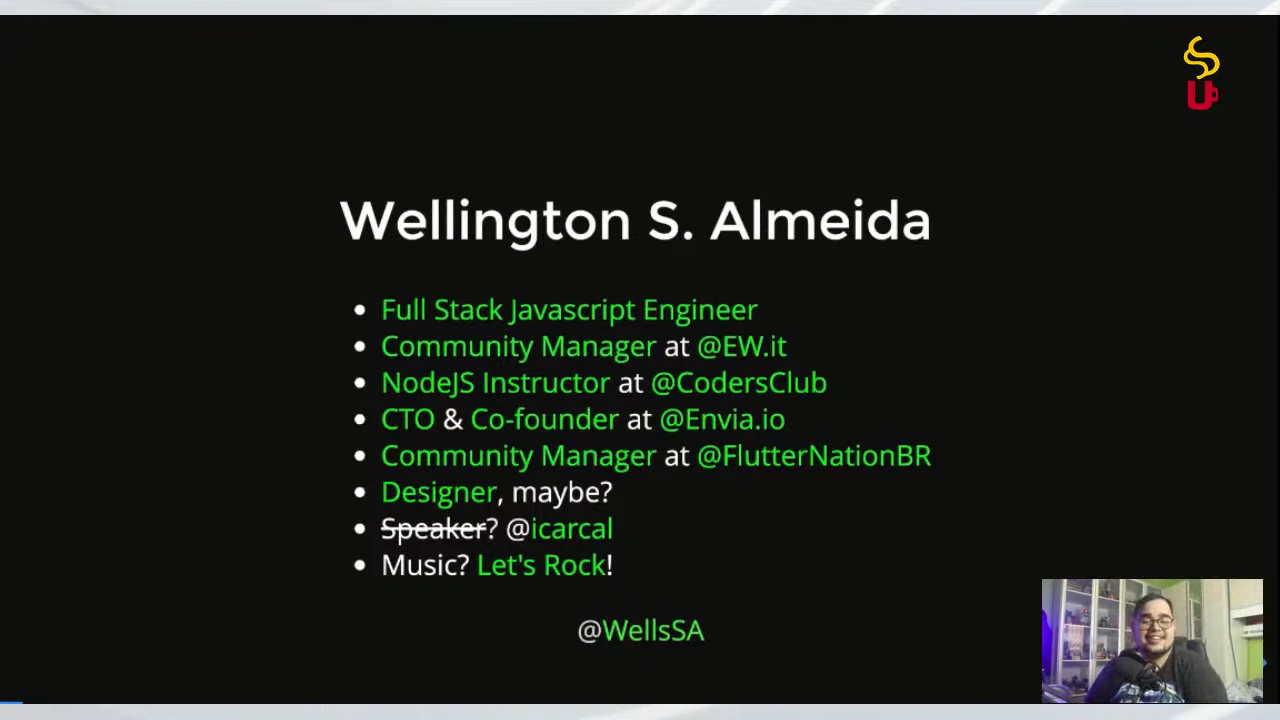 Wellington S. Almeida
Full Stack Javascript Engineer
Community Manager at @EW.it
NodeJS Instructor at @CodersClub
CTO & Co-founder at @Envia.io
Community Manager at @FlutterNationBR
Designer, maybe?
Speaker? @icarcal
Music? Let's Rock!
@WellsSA